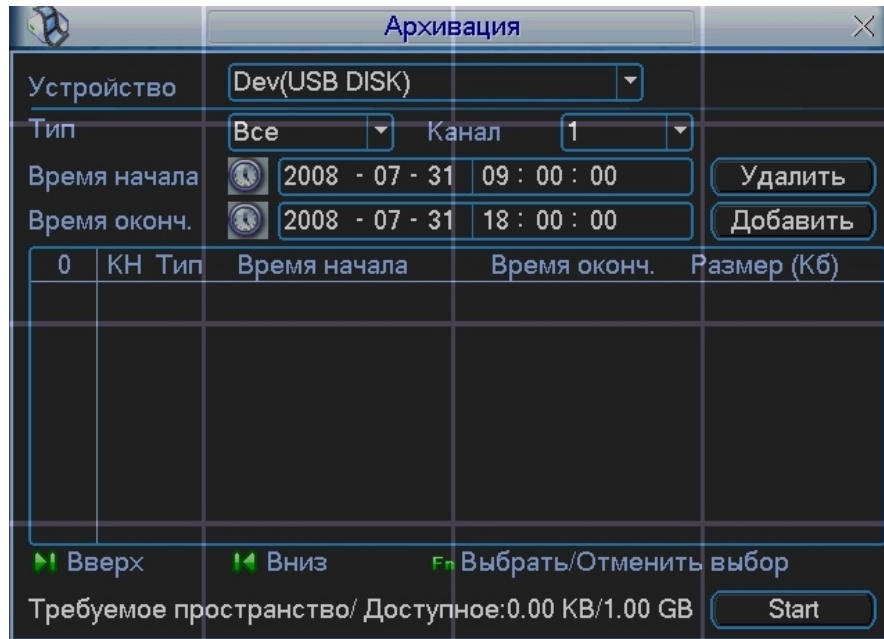 Архивация
Устройство Dev(USB DISK)
Тип Все Канал 1
Время начала 2008 - 07 - 31 09 : 00 : 00 Удалить
Время оконч. 2008 - 07 - 31 18 : 00 : 00 Добавить
0 КН Тип Время начала Время оконч. Размер (Кб)
Вверх Вниз Fn Выбрать/Отменить выбор
Требуемое пространство/ Доступное:0.00 KB/1.00 GB Start